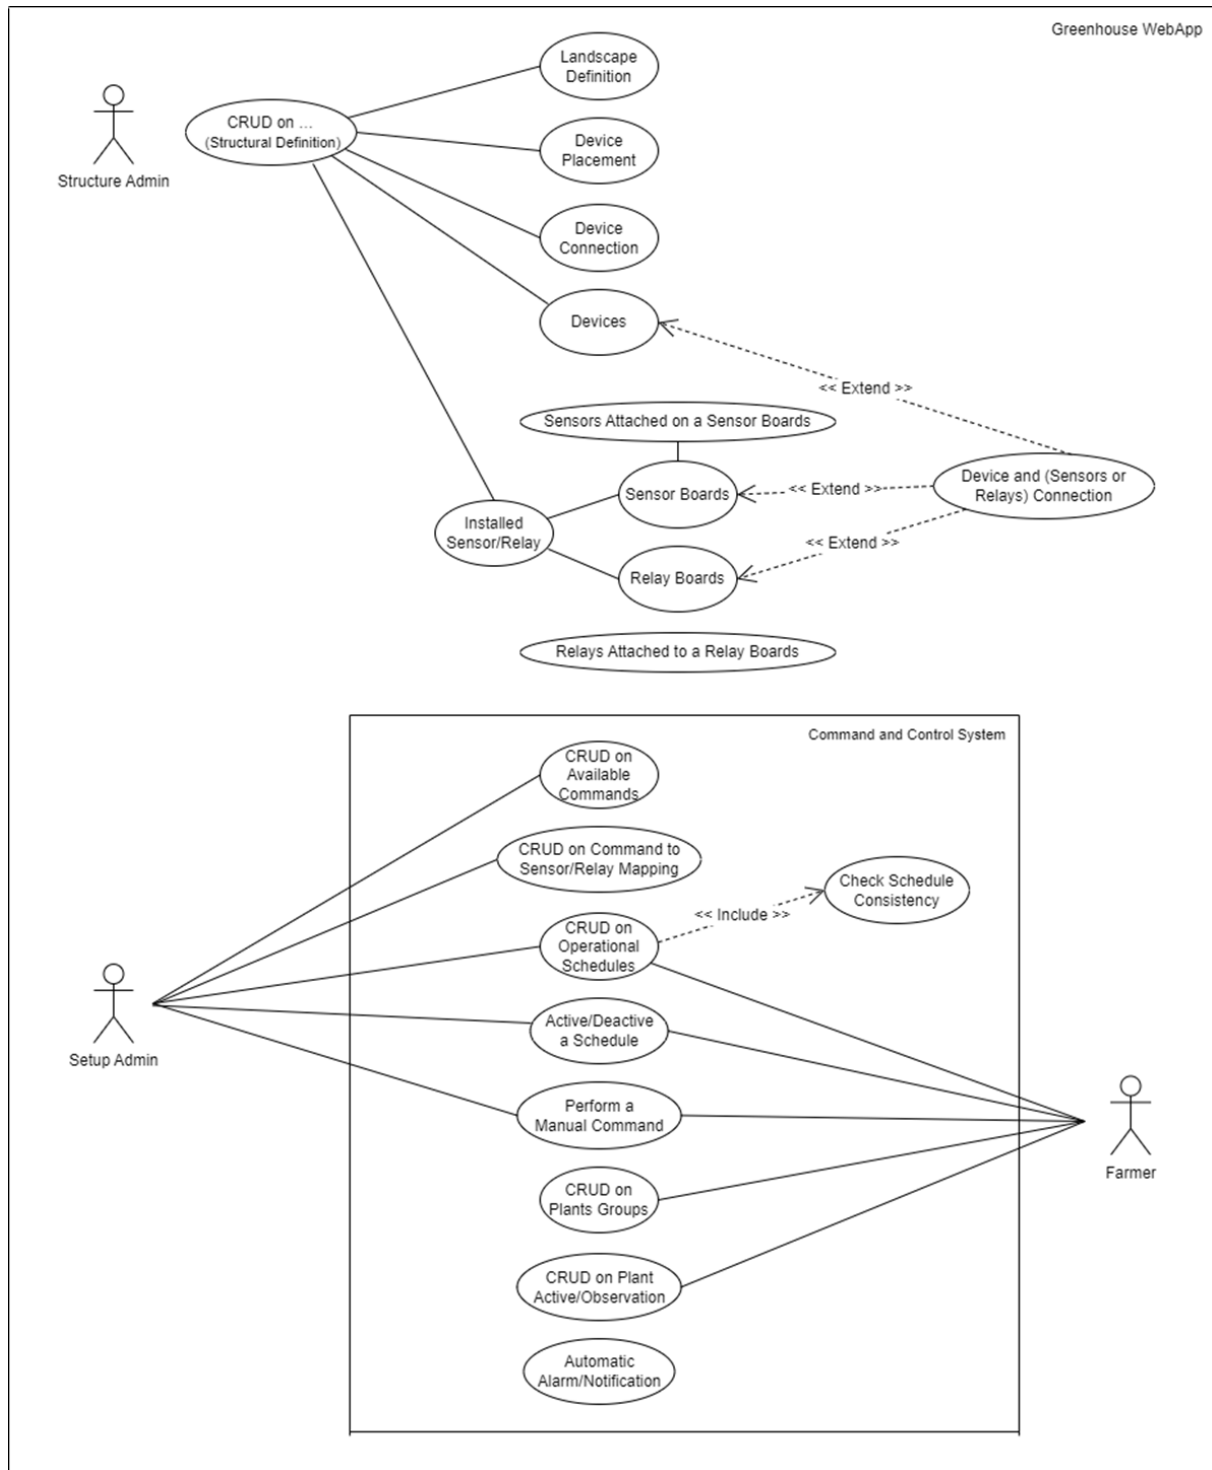 Greenhouse WebApp
Landscape
Definition
CRUD on ...
(Structural Definition)
Structure Admin
Device
Placement
Device
Connection
Devices
<< Extend >>
Sensors Attached on a Sensor Boards
Sensor Boards
<< Extend >>
Device and (Sensors or
Relays) Connection
Installed
Sensor/Relay
<< Extend >>
Relay Boards
Relays Attached to a Relay Boards
Command and Control System
CRUD on
Available
Commands
CRUD on Command to
Sensor/Relay Mapping
Check Schedule
Consistency
<< Include >>
CRUD on
Operational
Schedules
Setup Admin
Active/Deactive
a Schedule
Perform a
Manual Command
Farmer
CRUD on
Plants Groups
CRUD on Plant
Active/Observation
Automatic
Alarm/Notification